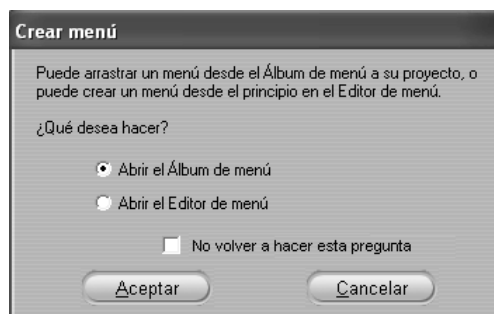 Crear menú
Puede arrastrar un menú desde el Álbum de menú a su proyecto, o
puede crear un menú desde el principio en el Editor de menú.
¿Qué desea hacer?
Abrir el Álbum de menú
Abrir el Editor de menú
No volver a hacer esta pregunta
Aceptar Cancelar